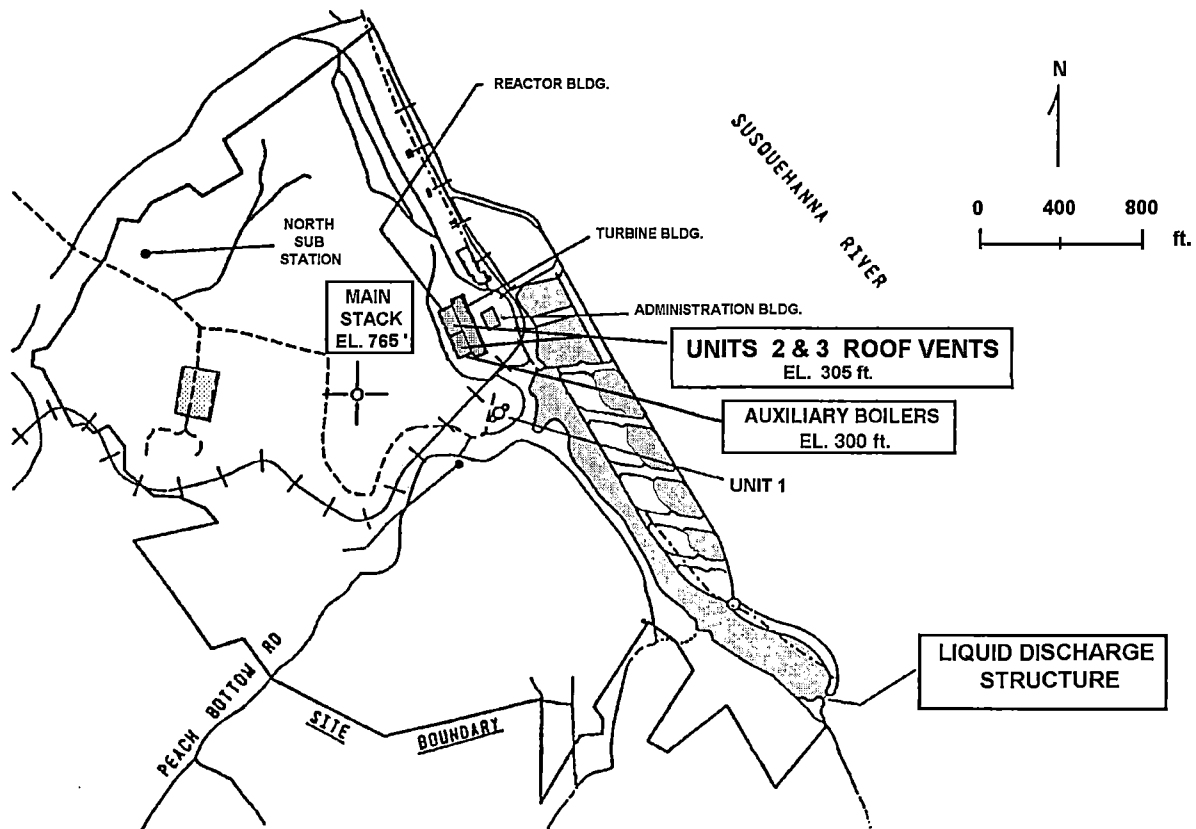 REACTOR BLDG.
N
SUSQUEHANNA RIVER
0 400 800
ft.
NORTH
SUB
STATION
TURBINE BLDG.
MAIN
STACK
EL. 765 '
ADMINISTRATION BLDG.
UNITS 2 & 3 ROOF VENTS
EL. 305 ft.
AUXILIARY BOILERS
EL. 300 ft.
UNIT 1
LIQUID DISCHARGE
STRUCTURE
PEACH BOTTOM RD
SITE BOUNDARY